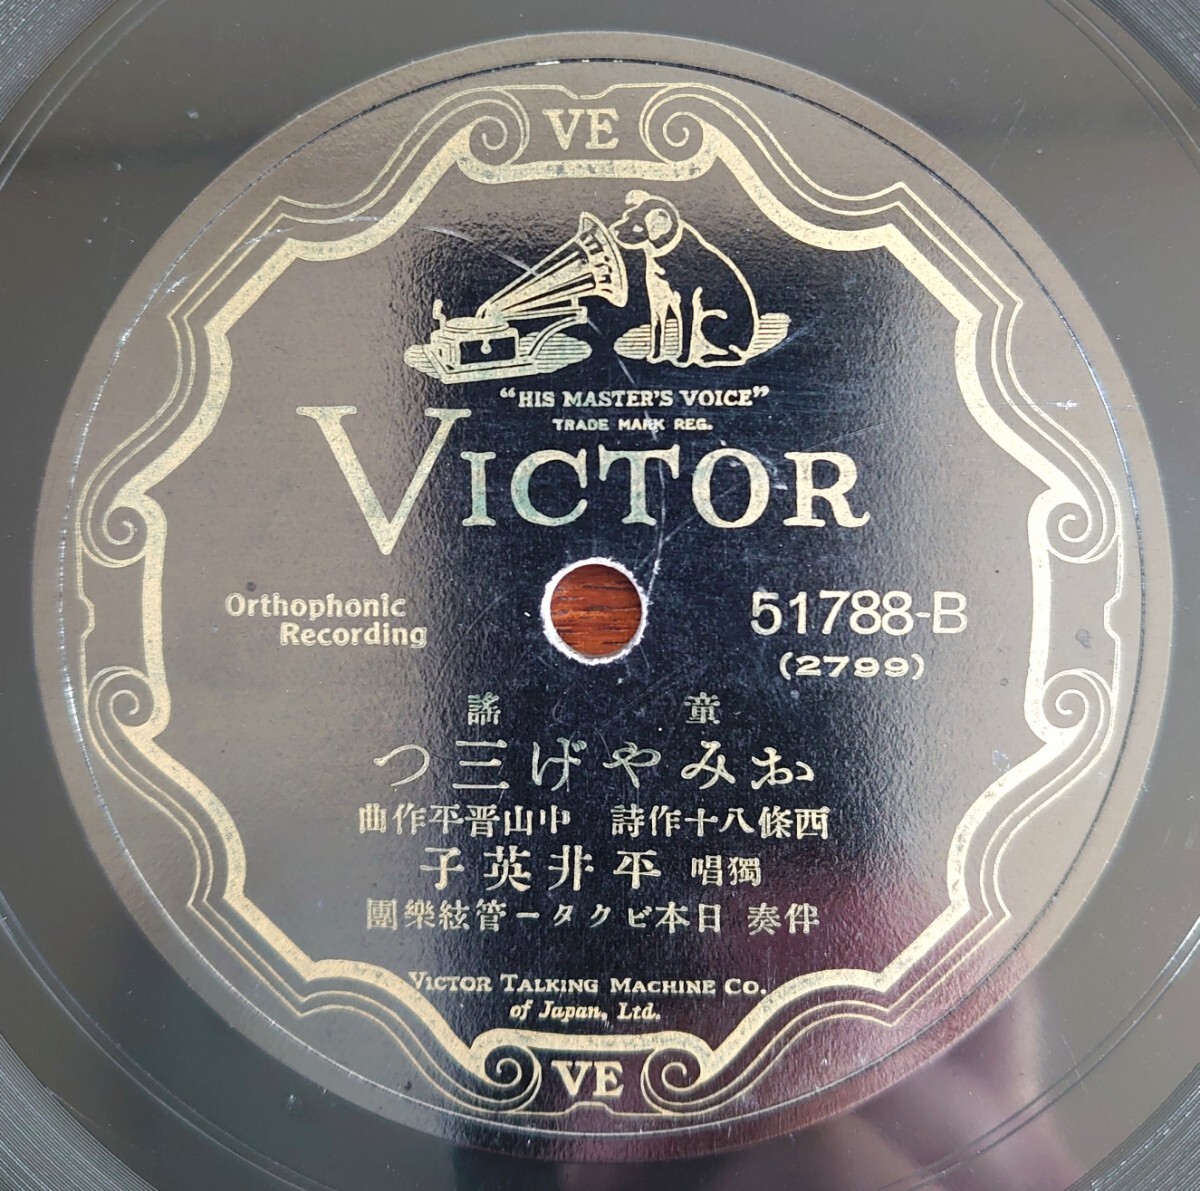 VE
"HIS MASTER'S VOICE"
TRADE MARK REG.
VICTOR
Orthophonic
Recording
51788-B
(2799)
童謠
おみやげ三つ
西條八十作詩 中山晋平作曲
獨唱 平井英子
伴奏 日本ビクター管絃樂團
VICTOR TALKING MACHINE CO.
of Japan, Ltd.
VE